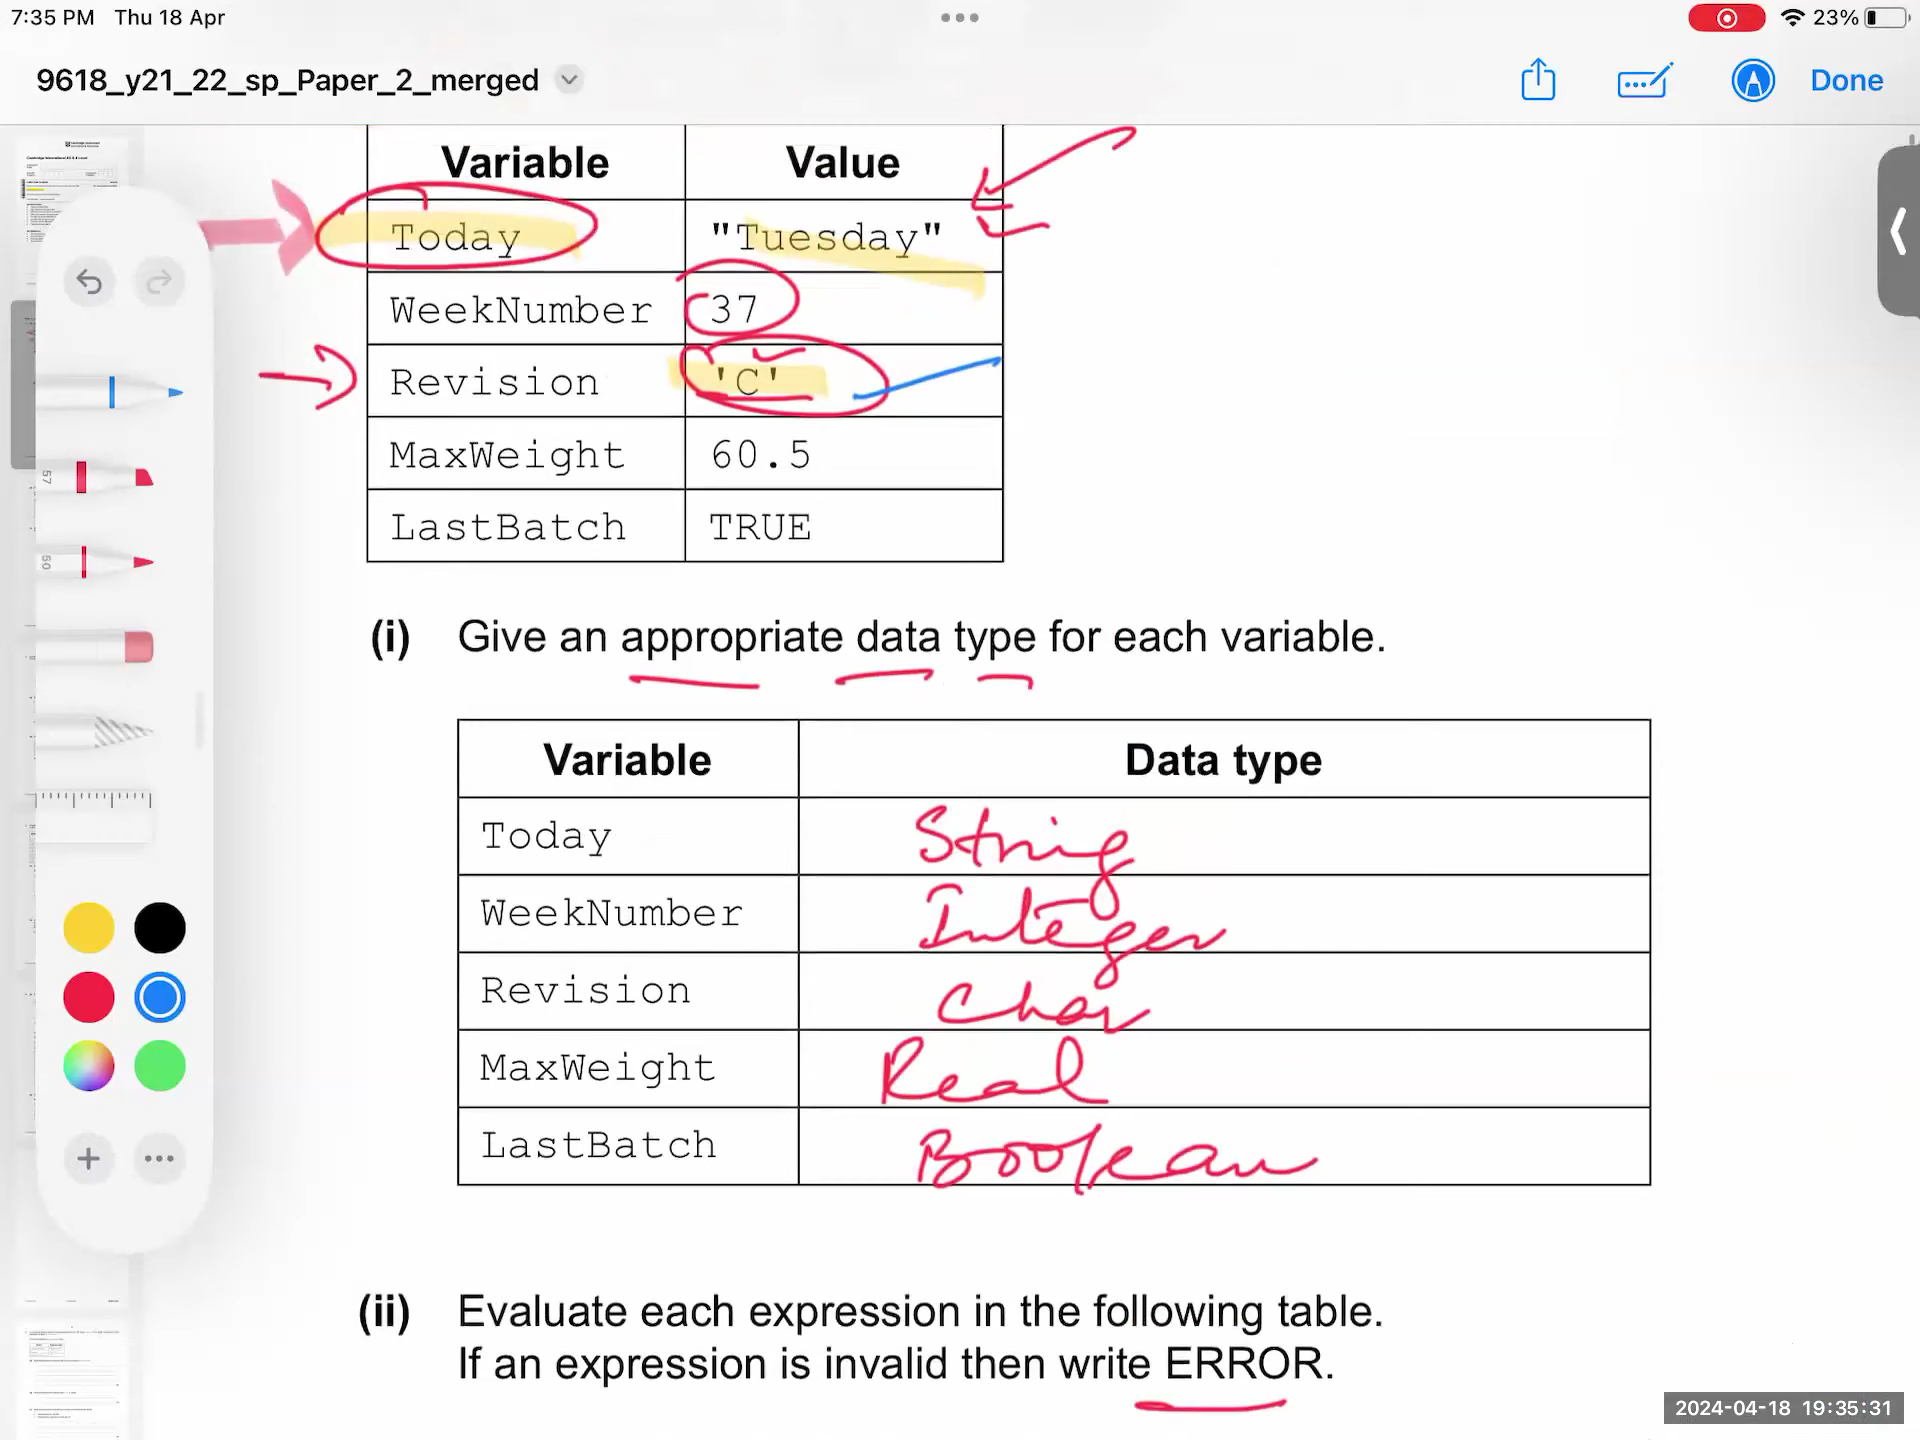 7:35 PM Thu 18 Apr
23%
9618_y21_22_sp_Paper_2_merged
Done
Variable Value
Today "Tuesday"
WeekNumber 37
Revision 'C'
MaxWeight 60.5
LastBatch TRUE
(i) Give an appropriate data type for each variable.
Variable Data type
Today String
WeekNumber Integer
Revision Char
MaxWeight Real
LastBatch Boolean
(ii) Evaluate each expression in the following table.
If an expression is invalid then write ERROR.
57
50
2024-04-18 19:35:31